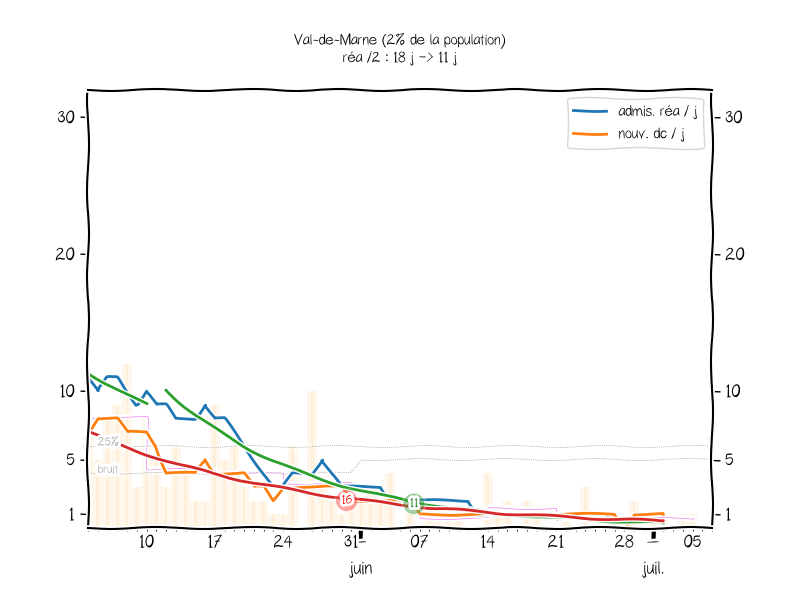 Val-de-Marne (2% de la population)
réa /2 : 18 j -> 11 j
admis. réa / j
nouv. dc / j
30
30
20
20
10
10
25%
5
5
bruit
16
11
1
1
10 17 24 31 07 14 21 28 05
juin juil.